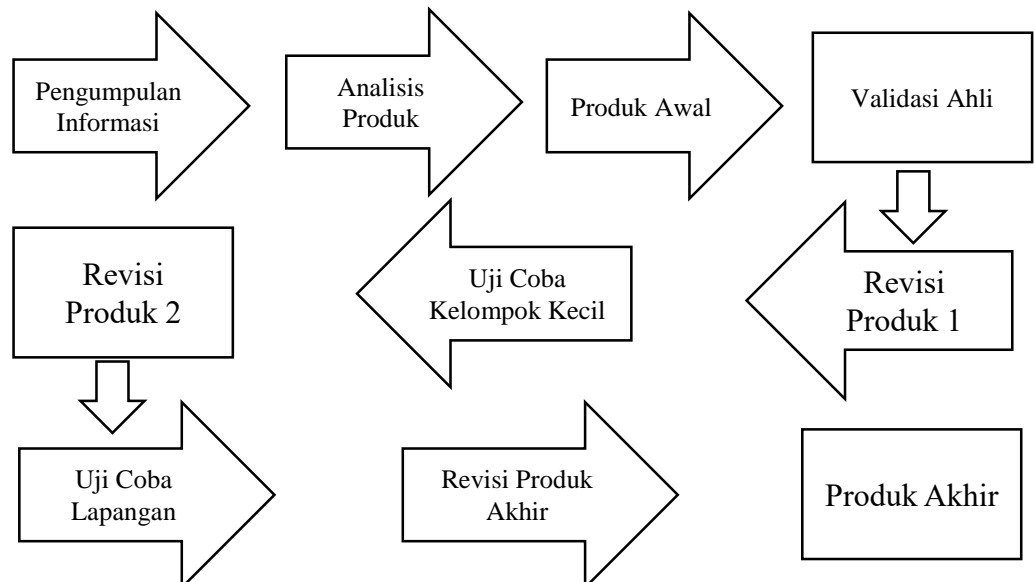 Pengumpulan
Informasi
Analisis
Produk
Produk Awal
Validasi Ahli
Revisi
Produk 1
Uji Coba
Kelompok Kecil
Revisi
Produk 2
Uji Coba
Lapangan
Revisi Produk
Akhir
Produk Akhir